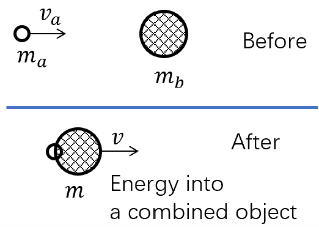 v_a
m_a
m_b
Before
v
m
After
Energy into
a combined object